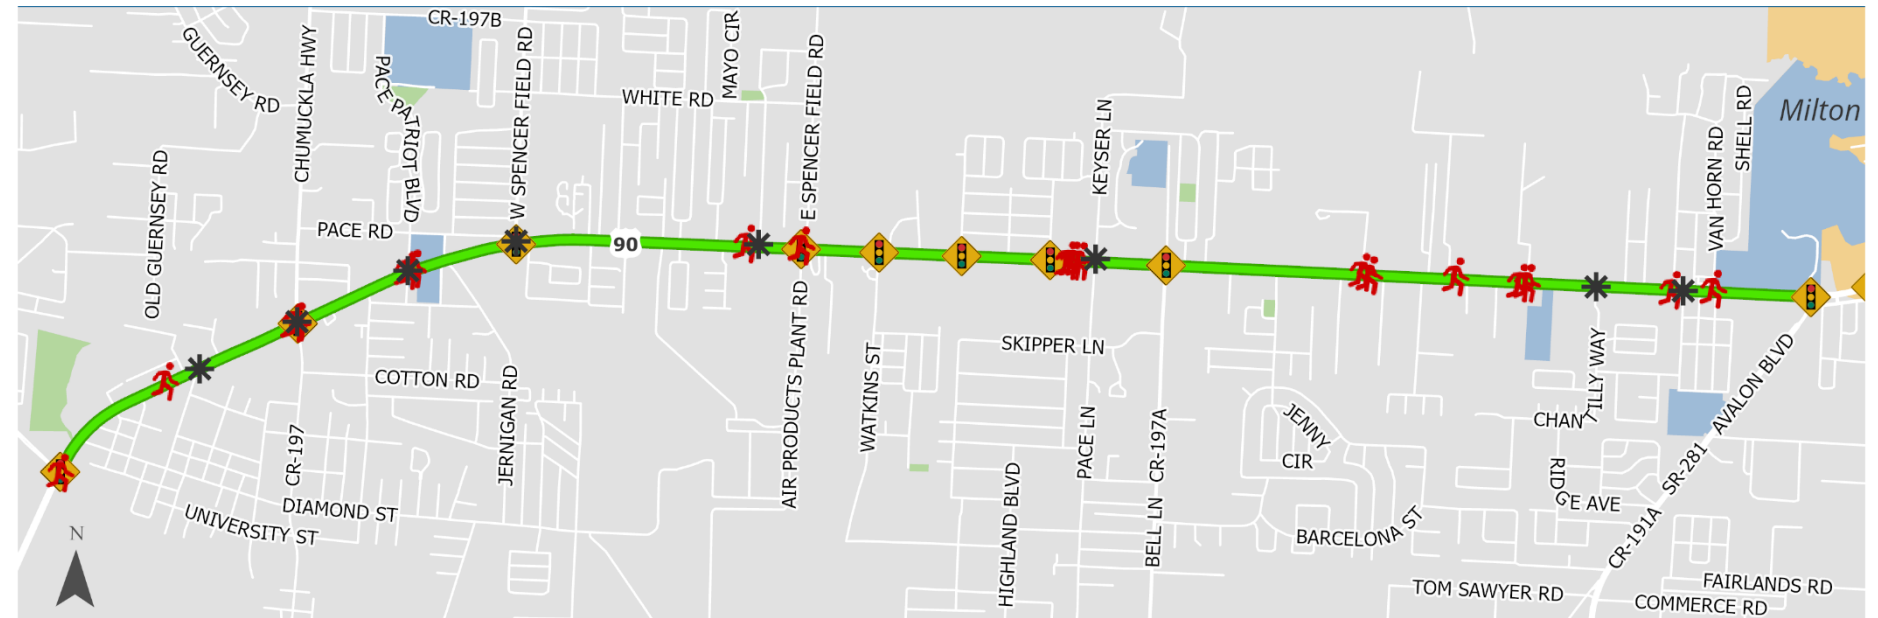 CR-197B
GUERNSEY RD
CHUMUCKLA HWY
PACE PATRIOT BLVD
W SPENCER FIELD RD
WHITE RD
MAYO CIR
E SPENCER FIELD RD
KEYSER LN
SHELL RD
Milton
VAN HORN RD
OLD GUERNSEY RD
PACE RD
90
SKIPPER LN
COTTON RD
JERNIGAN RD
AIR PRODUCTS PLANT RD
WATKINS ST
PACE LN
CR-197A
BELL LN
JENNY
CIR
CHAN
TILLY WAY
AVALON BLVD
SR-281
CR-191A
CR-197
DIAMOND ST
UNIVERSITY ST
HIGHLAND BLVD
BARCELONA ST
RIDGE AVE
TOM SAWYER RD
FAIRLANDS RD
COMMERCE RD
N